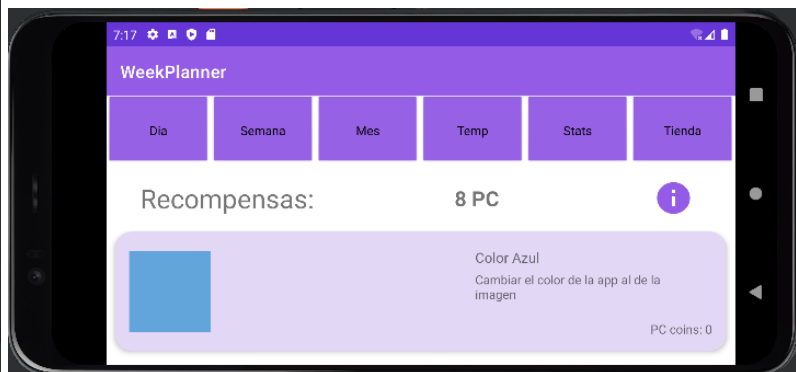 7:17
WeekPlanner
Dia Semana Mes Temp Stats Tienda
Recompensas: 8 PC
Color Azul
Cambiar el color de la app al de la
imagen
PC coins: 0